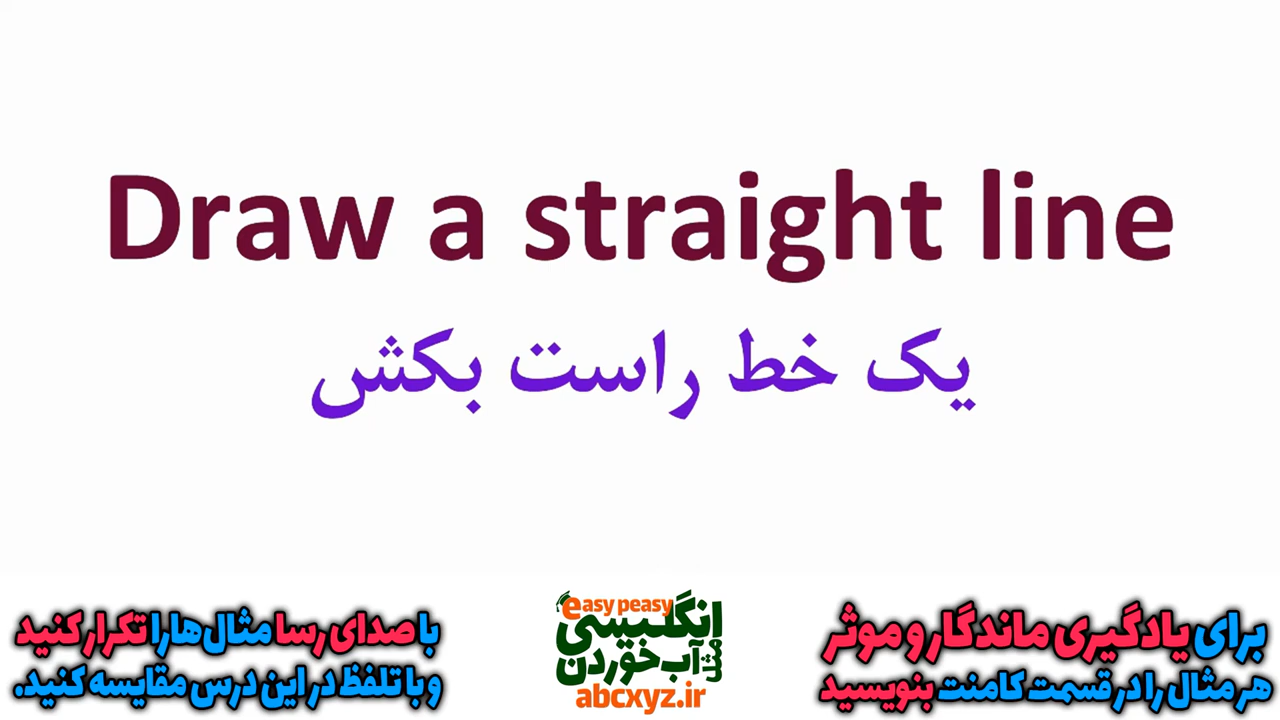 Draw a straight line
یک خط راست بکش
برای یادگیری ماندگار و موثر
هر مثال را در قسمت کامنت بنویسید
easy peasy
انگلیسی
مثل آب خوردن
abcxyz.ir
با صدای رسا مثال‌ها را تکرار کنید
و با تلفظ در این درس مقایسه کنید.